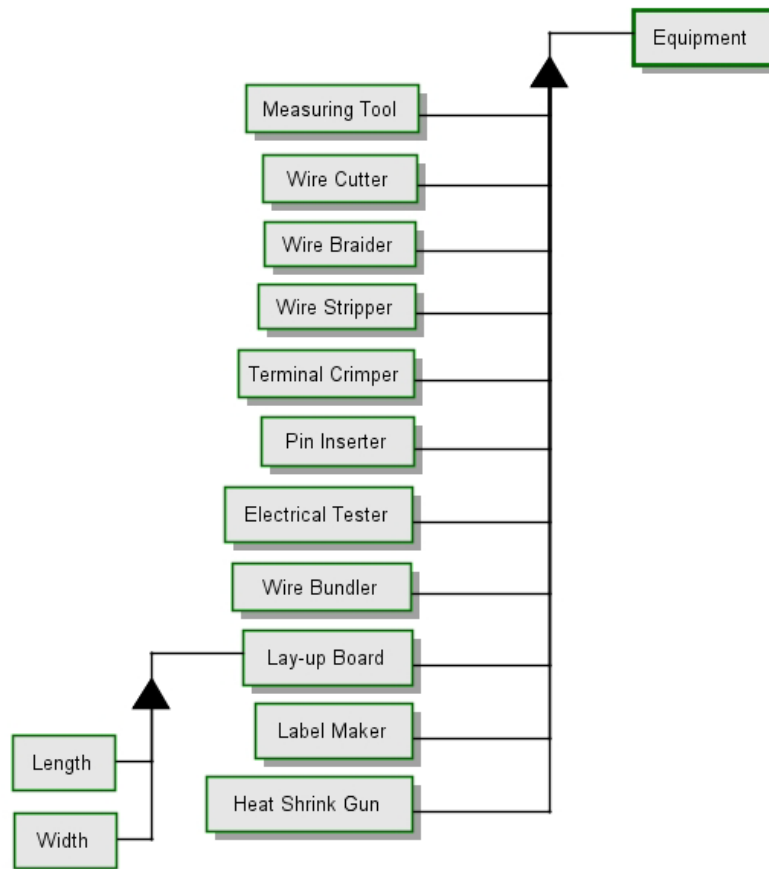 Equipment
Measuring Tool
Wire Cutter
Wire Braider
Wire Stripper
Terminal Crimper
Pin Inserter
Electrical Tester
Wire Bundler
Lay-up Board
Label Maker
Length
Heat Shrink Gun
Width